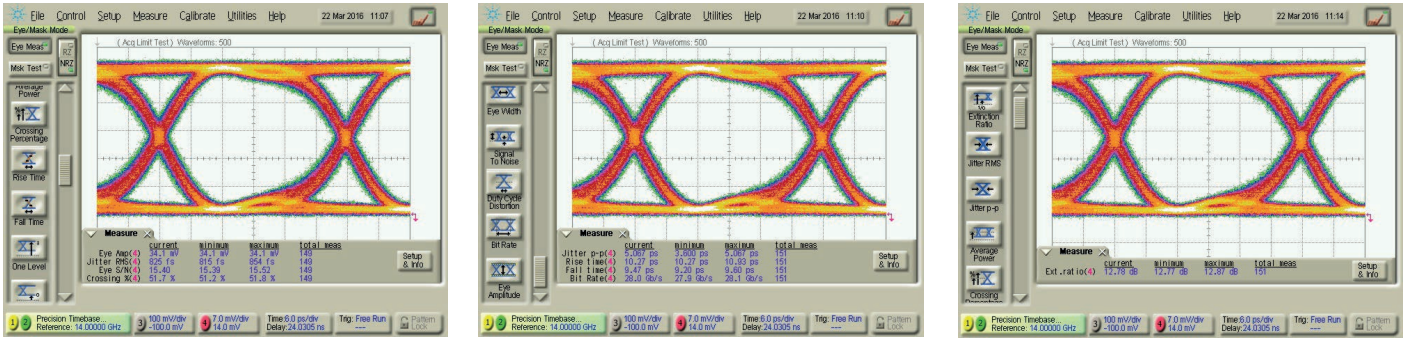 File Control Setup Measure Calibrate Utilities Help 22 Mar 2016 11:07
Eye/Mask Mode
Eye Meas
RZ
NRZ
( Acq Limit Test ) Waveforms: 500
Msk Test
Average
Power
Crossing
Percentage
Rise Time
Fall Time
One Level
Measure
current minimum maximum total meas
Eye Amp(4) 34.1 mV 34.1 mV 34.1 mV 149
Jitter RMS(4) 825 fs 815 fs 854 fs 149
Eye S/N(4) 15.40 15.39 15.52 149
Crossing %(4) 51.7 % 51.2 % 51.8 % 149
Setup
& Info
1 2 Precision Timebase...
Reference: 14.00000 GHz
3 100 mV/div
-100.0 mV
4 7.0 mV/div
14.0 mV
Time:6.0 ps/div
Delay:24.0305 ns
Trig: Free Run
---
Pattern
Lock
File Control Setup Measure Calibrate Utilities Help 22 Mar 2016 11:10
Eye/Mask Mode
Eye Meas
RZ
NRZ
( Acq Limit Test ) Waveforms: 500
Msk Test
Eye Width
Signal
To Noise
Duty Cycle
Distortion
Bit Rate
Eye
Amplitude
Measure
current minimum maximum total meas
Jitter p-p(4) 5.067 ps 3.600 ps 5.067 ps 151
Rise time(4) 10.27 ps 10.27 ps 10.93 ps 151
Fall time(4) 9.47 ps 9.20 ps 9.60 ps 151
Bit Rate(4) 28.0 Gb/s 27.9 Gb/s 28.1 Gb/s 151
Setup
& Info
1 2 Precision Timebase...
Reference: 14.00000 GHz
3 100 mV/div
-100.0 mV
4 7.0 mV/div
14.0 mV
Time:6.0 ps/div
Delay:24.0305 ns
Trig: Free Run
---
Pattern
Lock
File Control Setup Measure Calibrate Utilities Help 22 Mar 2016 11:14
Eye/Mask Mode
Eye Meas
RZ
NRZ
( Acq Limit Test ) Waveforms: 500
Msk Test
Extinction
Ratio
Jitter RMS
Jitter p-p
Average
Power
Crossing
Measure
current minimum maximum total meas
Ext.ratio(4) 12.78 dB 12.77 dB 12.87 dB 151
Setup
& Info
1 2 Precision Timebase...
Reference: 14.00000 GHz
3 100 mV/div
-100.0 mV
4 7.0 mV/div
14.0 mV
Time:6.0 ps/div
Delay:24.0305 ns
Trig: Free Run
---
Pattern
Lock